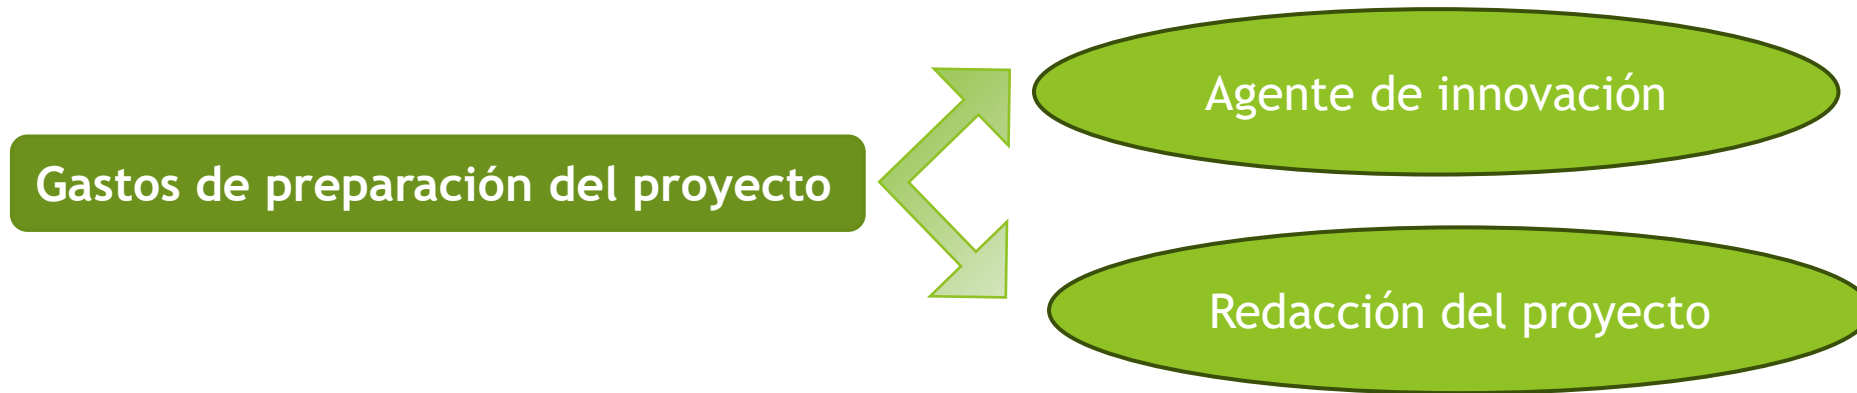 Gastos de preparación del proyecto
Agente de innovación
Redacción del proyecto